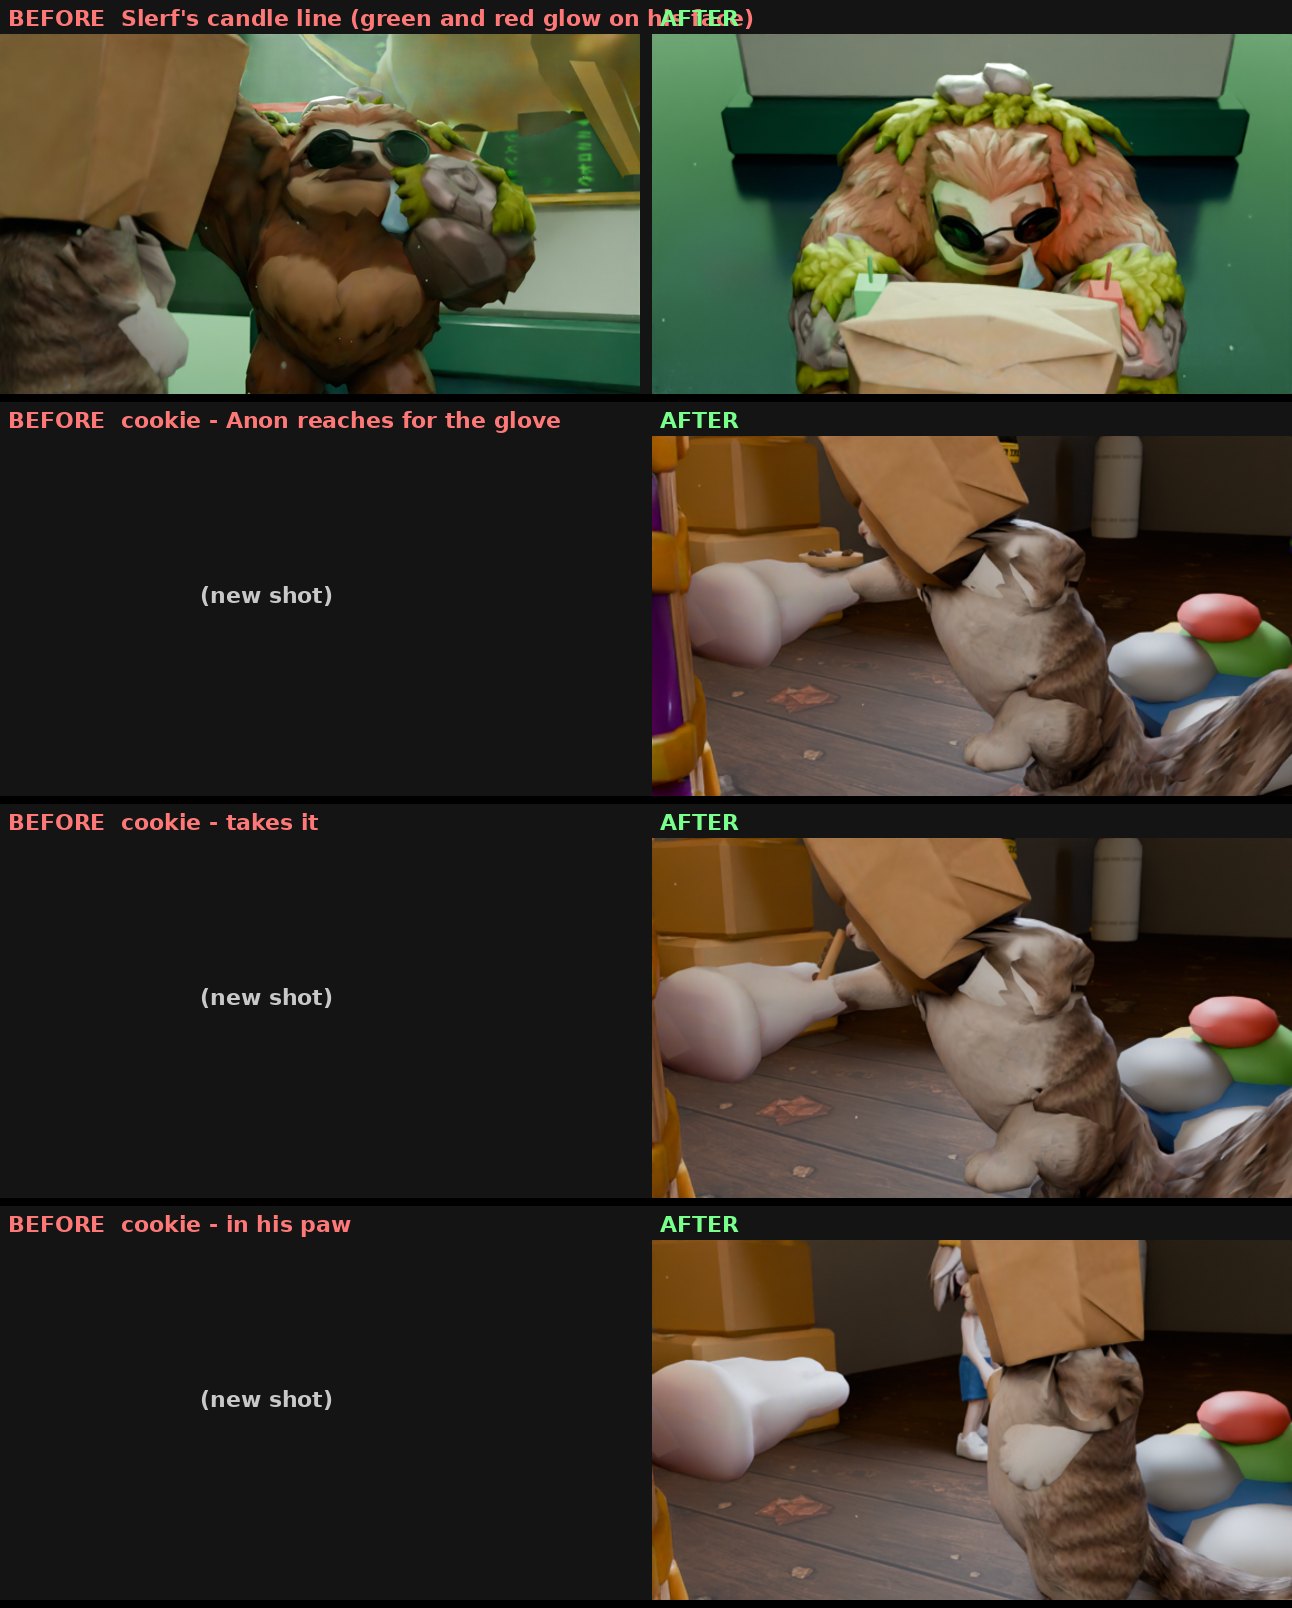 BEFORE Slerf's candle line (green and red glow on his face)
AFTER
BEFORE cookie - Anon reaches for the glove
AFTER
(new shot)
BEFORE cookie - takes it
AFTER
(new shot)
BEFORE cookie - in his paw
AFTER
(new shot)